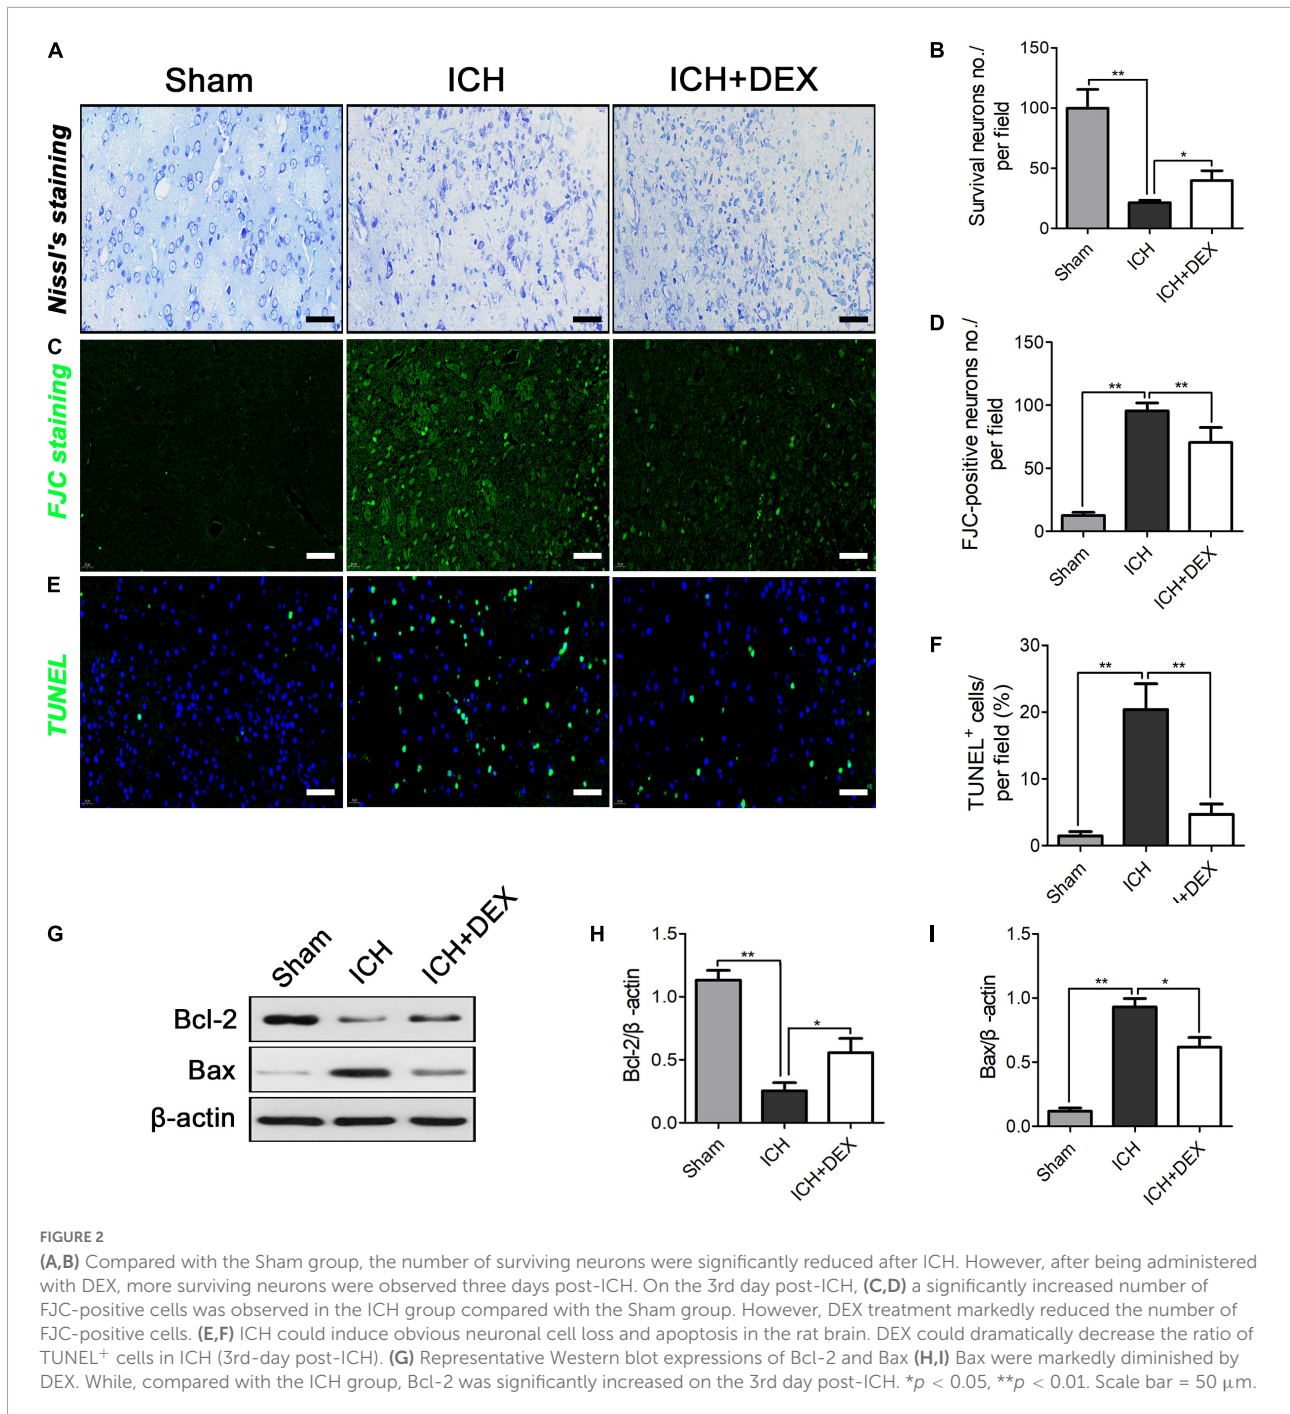 A
Sham
ICH
ICH+DEX
Nissl's staining
B
Survival neurons no./
per field
150
100
50
0
**
*
Sham
ICH
ICH+DEX
C
FJC staining
D
FJC-positive neurons no./
per field
150
100
50
0
**
**
Sham
ICH
ICH+DEX
E
TUNEL
F
TUNEL+ cells/
per field (%)
30
20
10
0
**
**
Sham
ICH
I+DEX
G
Sham
ICH
ICH+DEX
Bcl-2
Bax
β-actin
H
Bcl-2/β -actin
1.5
1.0
0.5
0.0
**
*
Sham
ICH
ICH+DEX
I
Bax/β -actin
1.5
1.0
0.5
0.0
**
*
Sham
ICH
ICH+DEX
FIGURE 2
(A,B) Compared with the Sham group, the number of surviving neurons were significantly reduced after ICH. However, after being administered
with DEX, more surviving neurons were observed three days post-ICH. On the 3rd day post-ICH, (C,D) a significantly increased number of
FJC-positive cells was observed in the ICH group compared with the Sham group. However, DEX treatment markedly reduced the number of
FJC-positive cells. (E,F) ICH could induce obvious neuronal cell loss and apoptosis in the rat brain. DEX could dramatically decrease the ratio of
TUNEL+ cells in ICH (3rd-day post-ICH). (G) Representative Western blot expressions of Bcl-2 and Bax (H,I) Bax were markedly diminished by
DEX. While, compared with the ICH group, Bcl-2 was significantly increased on the 3rd day post-ICH. *p < 0.05, **p < 0.01. Scale bar = 50 μm.